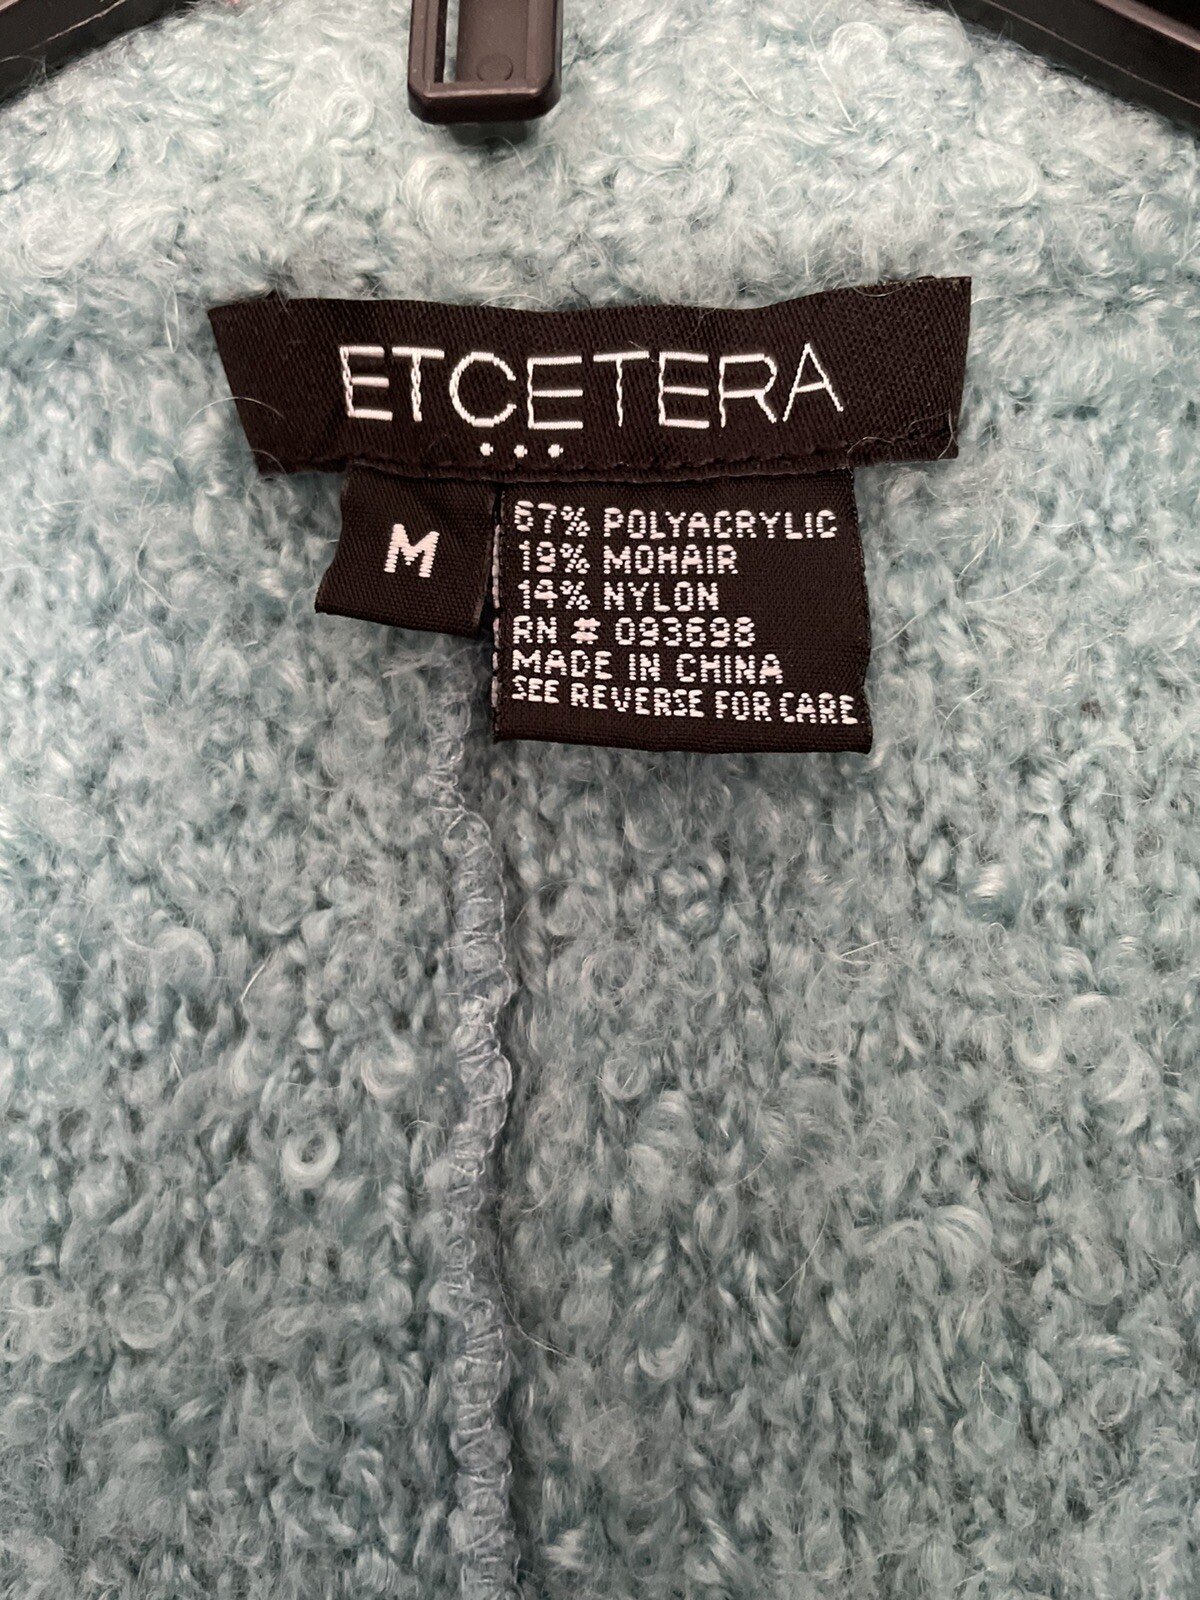 ETCETERA
...
M
67% POLYACRYLIC
19% MOHAIR
14% NYLON
RN # 093698
MADE IN CHINA
SEE REVERSE FOR CARE